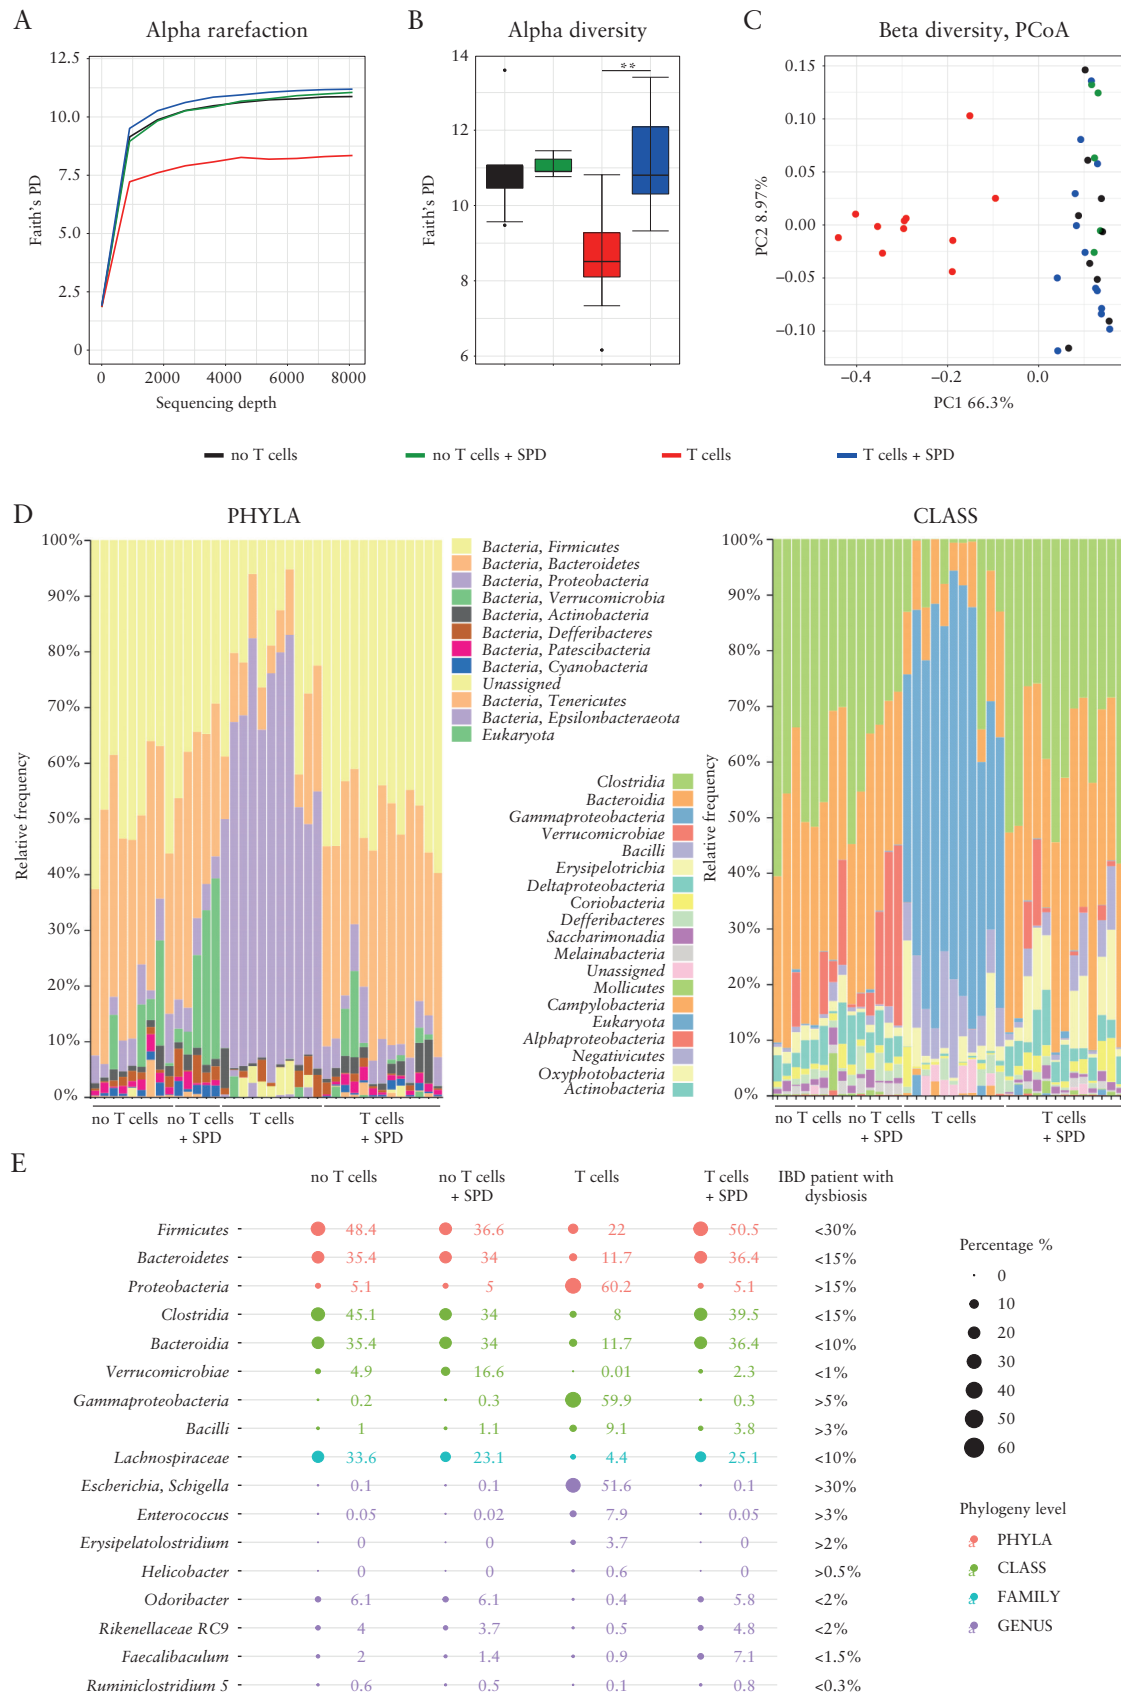 A
Alpha rarefaction
12.5
10.0
7.5
5.0
2.5
0
Faith's PD
0
2000
4000
6000
8000
Sequencing depth
B
Alpha diversity
14
12
10
8
6
Faith's PD
**
C
Beta diversity, PCoA
0.15
0.10
0.05
0.00
−0.05
−0.10
PC2 8.97%
−0.4
−0.2
0.0
PC1 66.3%
no T cells
no T cells + SPD
T cells
T cells + SPD
D
PHYLA
100%
90%
80%
70%
60%
50%
40%
30%
20%
10%
0%
Relative frequency
no T cells
no T cells
+ SPD
T cells
T cells
+ SPD
Bacteria, Firmicutes
Bacteria, Bacteroidetes
Bacteria, Proteobacteria
Bacteria, Verrucomicrobia
Bacteria, Actinobacteria
Bacteria, Defferibacteres
Bacteria, Patescibacteria
Bacteria, Cyanobacteria
Unassigned
Bacteria, Tenericutes
Bacteria, Epsilonbacteraeota
Eukaryota
Clostridia
Bacteroidia
Gammaproteobacteria
Verrucomicrobiae
Bacilli
Erysipelotrichia
Deltaproteobacteria
Coriobacteria
Defferibacteres
Saccharimonadia
Melainabacteria
Unassigned
Mollicutes
Campylobacteria
Eukaryota
Alphaproteobacteria
Negativicutes
Oxyphotobacteria
Actinobacteria
CLASS
100%
90%
80%
70%
60%
50%
40%
30%
20%
10%
0%
Relative frequency
no T cells
no T cells
+ SPD
T cells
T cells
+ SPD
E
no T cells
no T cells
+ SPD
T cells
T cells
+ SPD
IBD patient with
dysbiosis
Firmicutes 48.4 36.6 22 50.5 <30%
Bacteroidetes 35.4 34 11.7 36.4 <15%
Proteobacteria 5.1 5 60.2 5.1 >15%
Clostridia 45.1 34 8 39.5 <15%
Bacteroidia 35.4 34 11.7 36.4 <10%
Verrucomicrobiae 4.9 16.6 0.01 2.3 <1%
Gammaproteobacteria 0.2 0.3 59.9 0.3 >5%
Bacilli 1 1.1 9.1 3.8 >3%
Lachnospiraceae 33.6 23.1 4.4 25.1 <10%
Escherichia, Schigella 0.1 0.1 51.6 0.1 >30%
Enterococcus 0.05 0.02 7.9 0.05 >3%
Erysipelatolostridium 0 0 3.7 0 >2%
Helicobacter 0 0 0.6 0 >0.5%
Odoribacter 6.1 6.1 0.4 5.8 <2%
Rikenellaceae RC9 4 3.7 0.5 4.8 <2%
Faecalibaculum 2 1.4 0.9 7.1 <1.5%
Ruminiclostridium 5 0.6 0.5 0.1 0.8 <0.3%
Percentage %
0
10
20
30
40
50
60
Phylogeny level
a PHYLA
a CLASS
a FAMILY
a GENUS